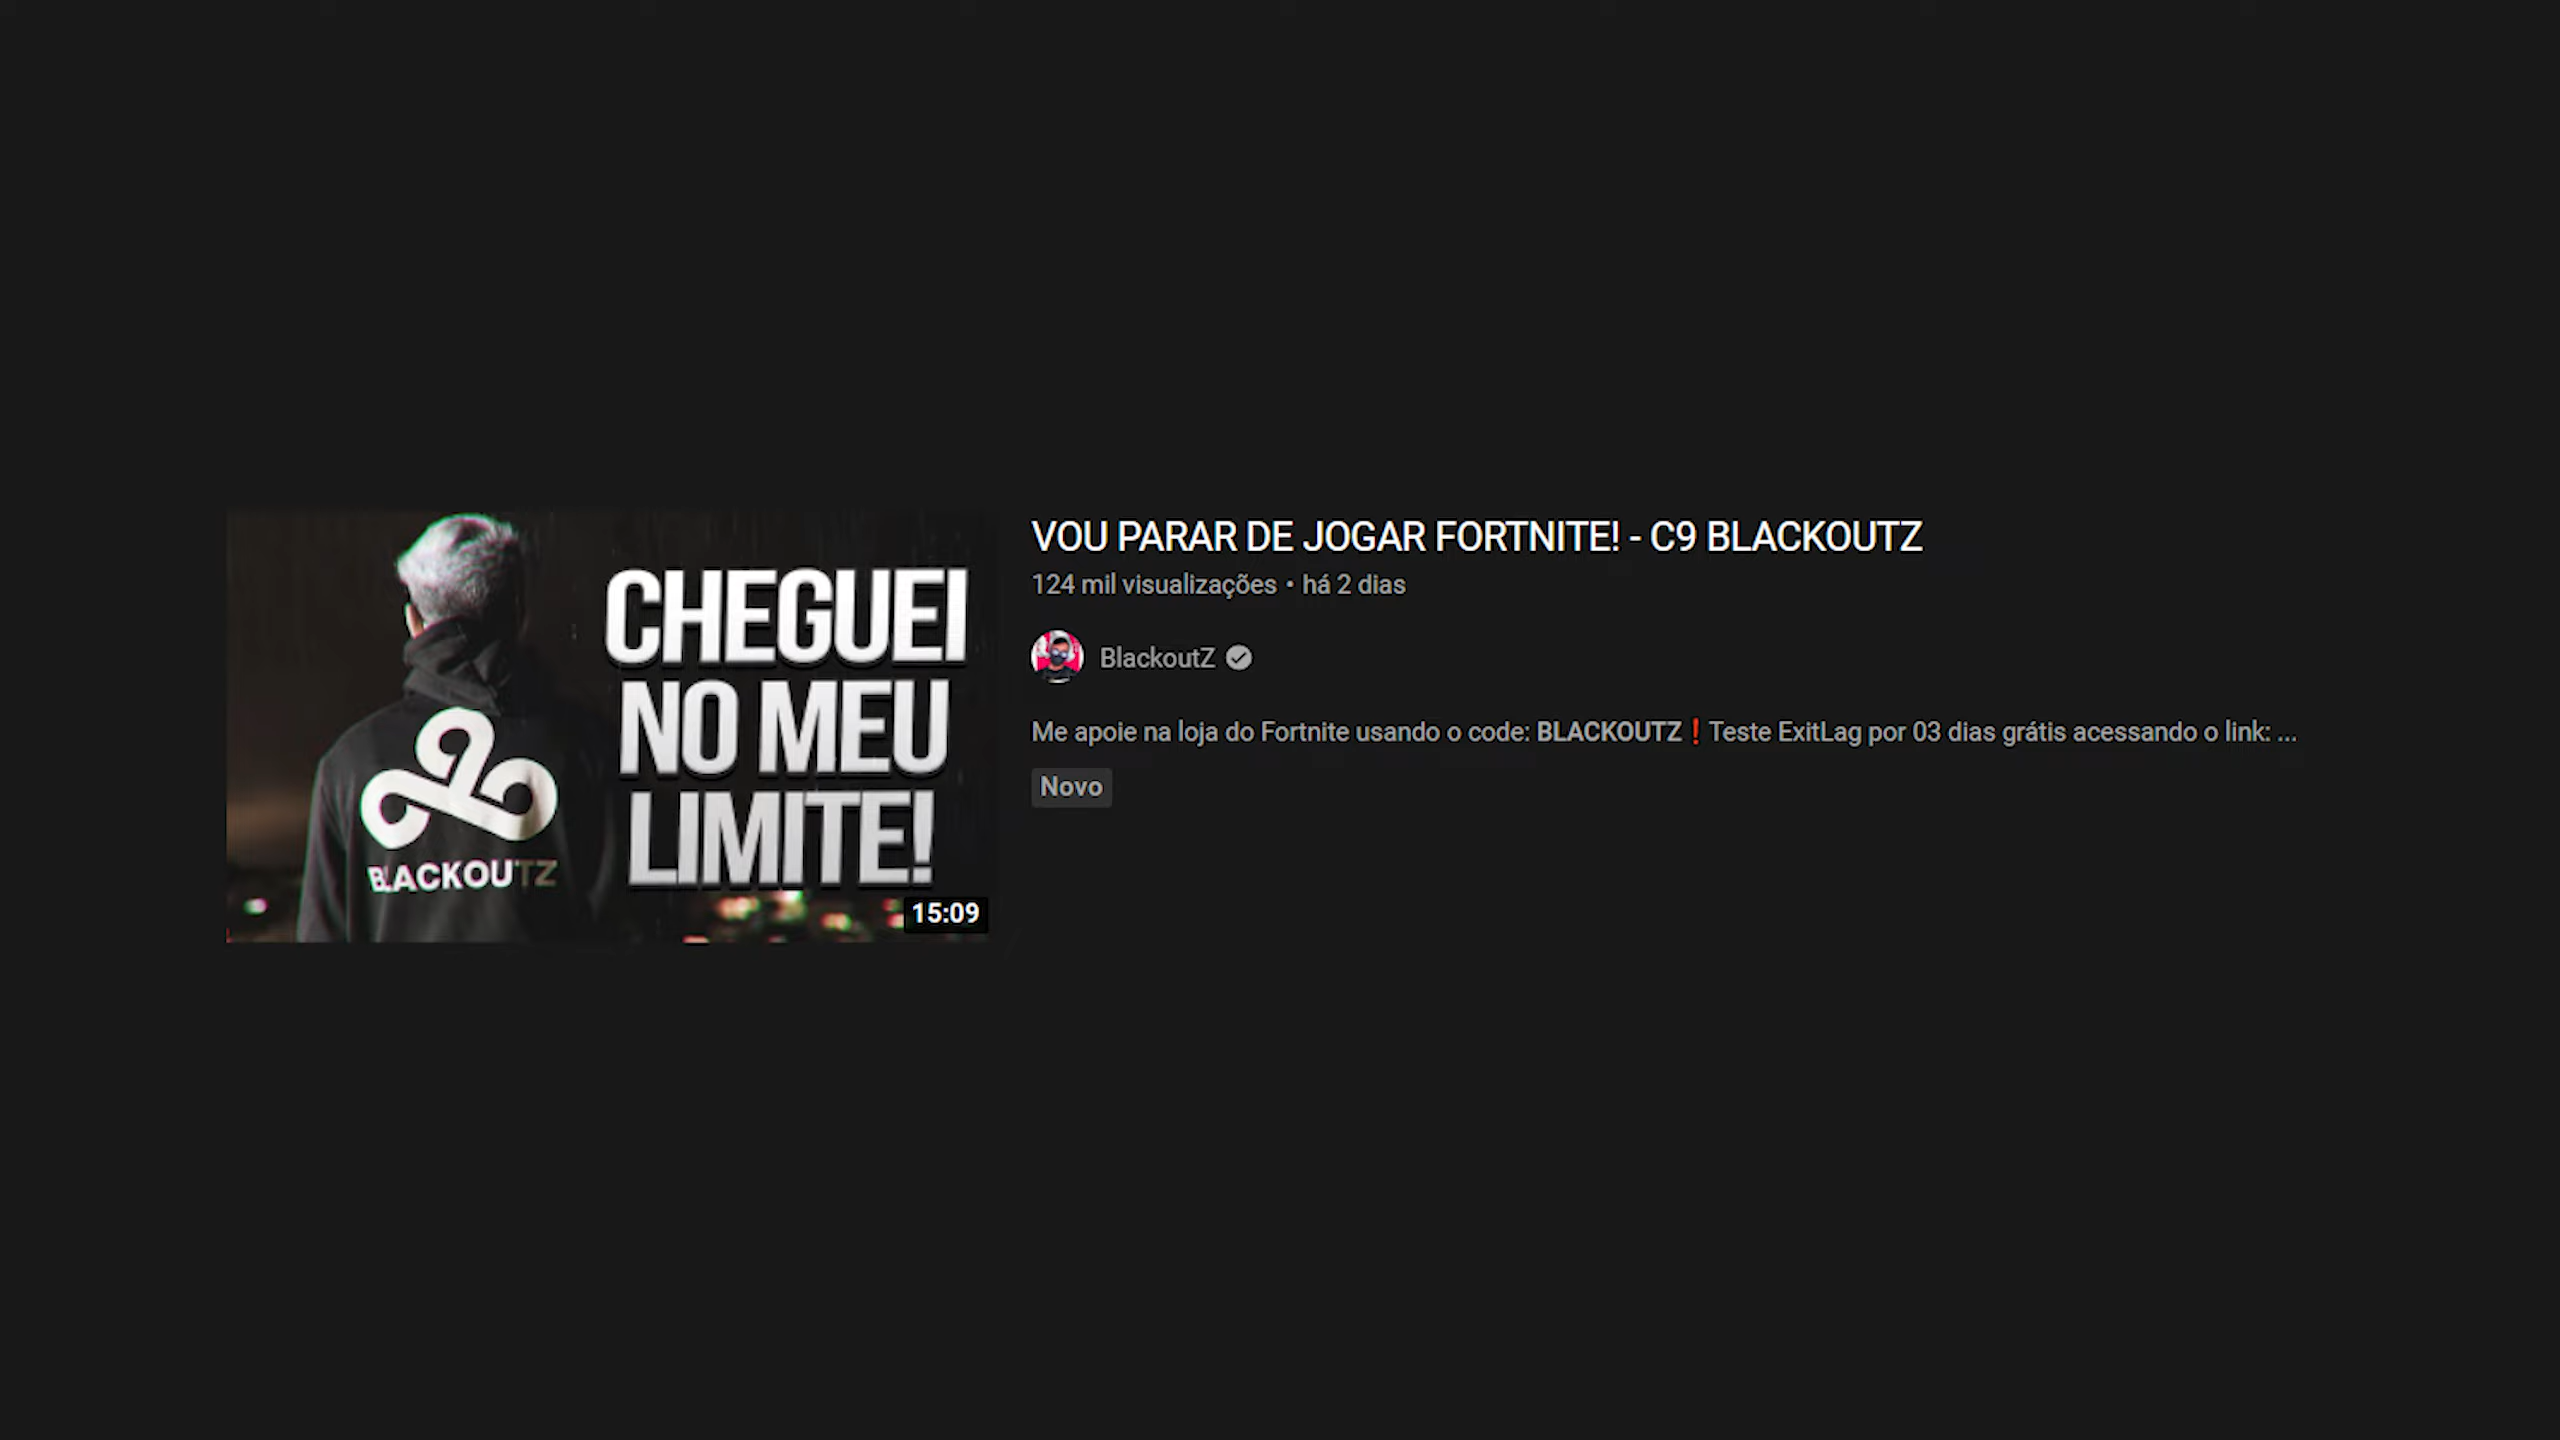 CHEGUEI
NO MEU
LIMITE!
BLACKOUTZ
15:09
VOU PARAR DE JOGAR FORTNITE! - C9 BLACKOUTZ
124 mil visualizações • há 2 dias
BlackoutZ
Me apoie na loja do Fortnite usando o code: BLACKOUTZ❗Teste ExitLag por 03 dias grátis acessando o link: ...
Novo